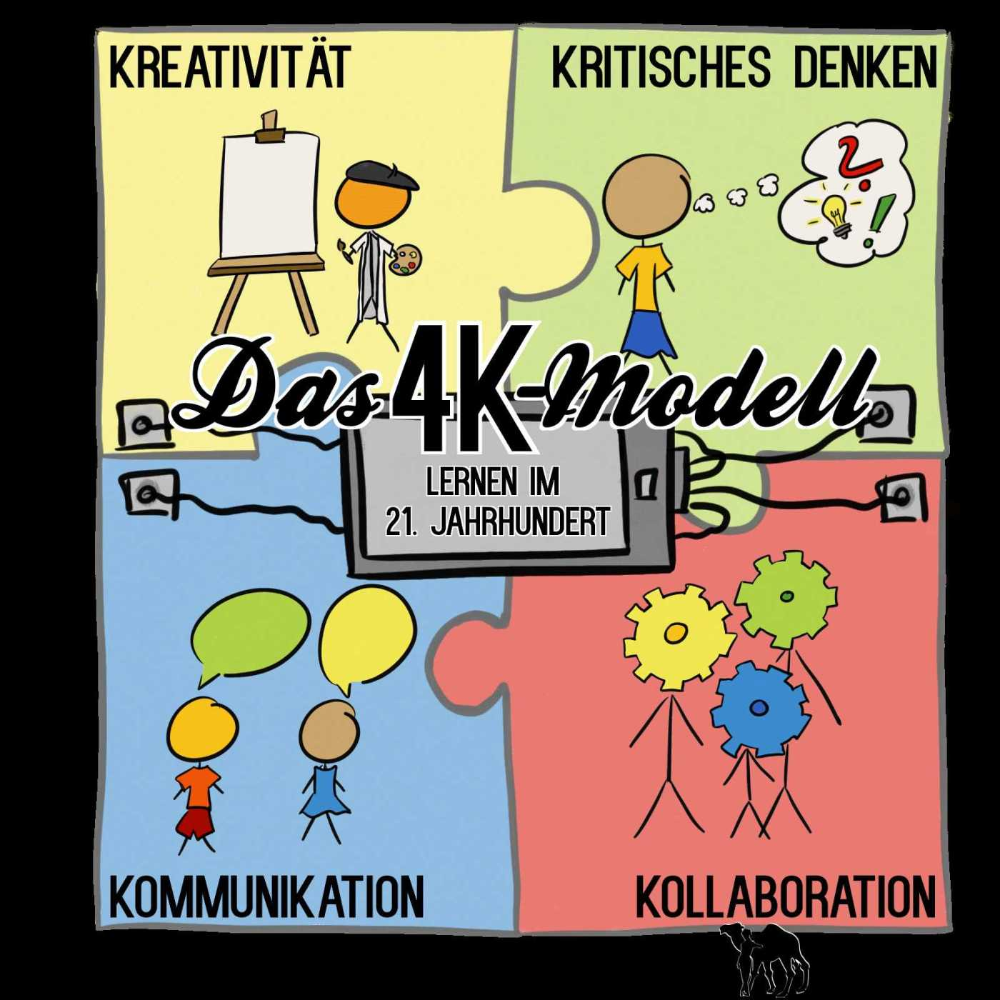 KREATIVITÄT
KRITISCHES DENKEN
Das 4K-Modell
LERNEN IM
21. JAHRHUNDERT
KOMMUNIKATION
KOLLABORATION